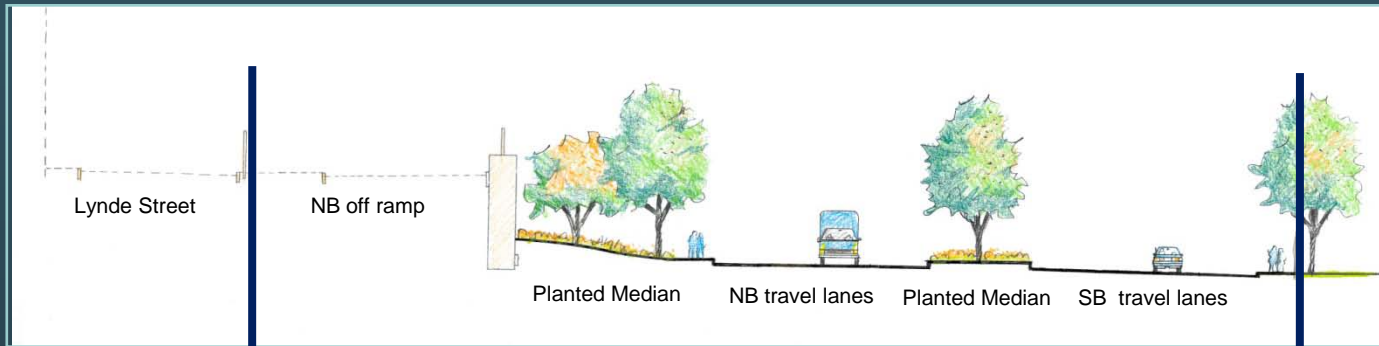 Lynde Street
NB off ramp
Planted Median
NB travel lanes
Planted Median
SB travel lanes